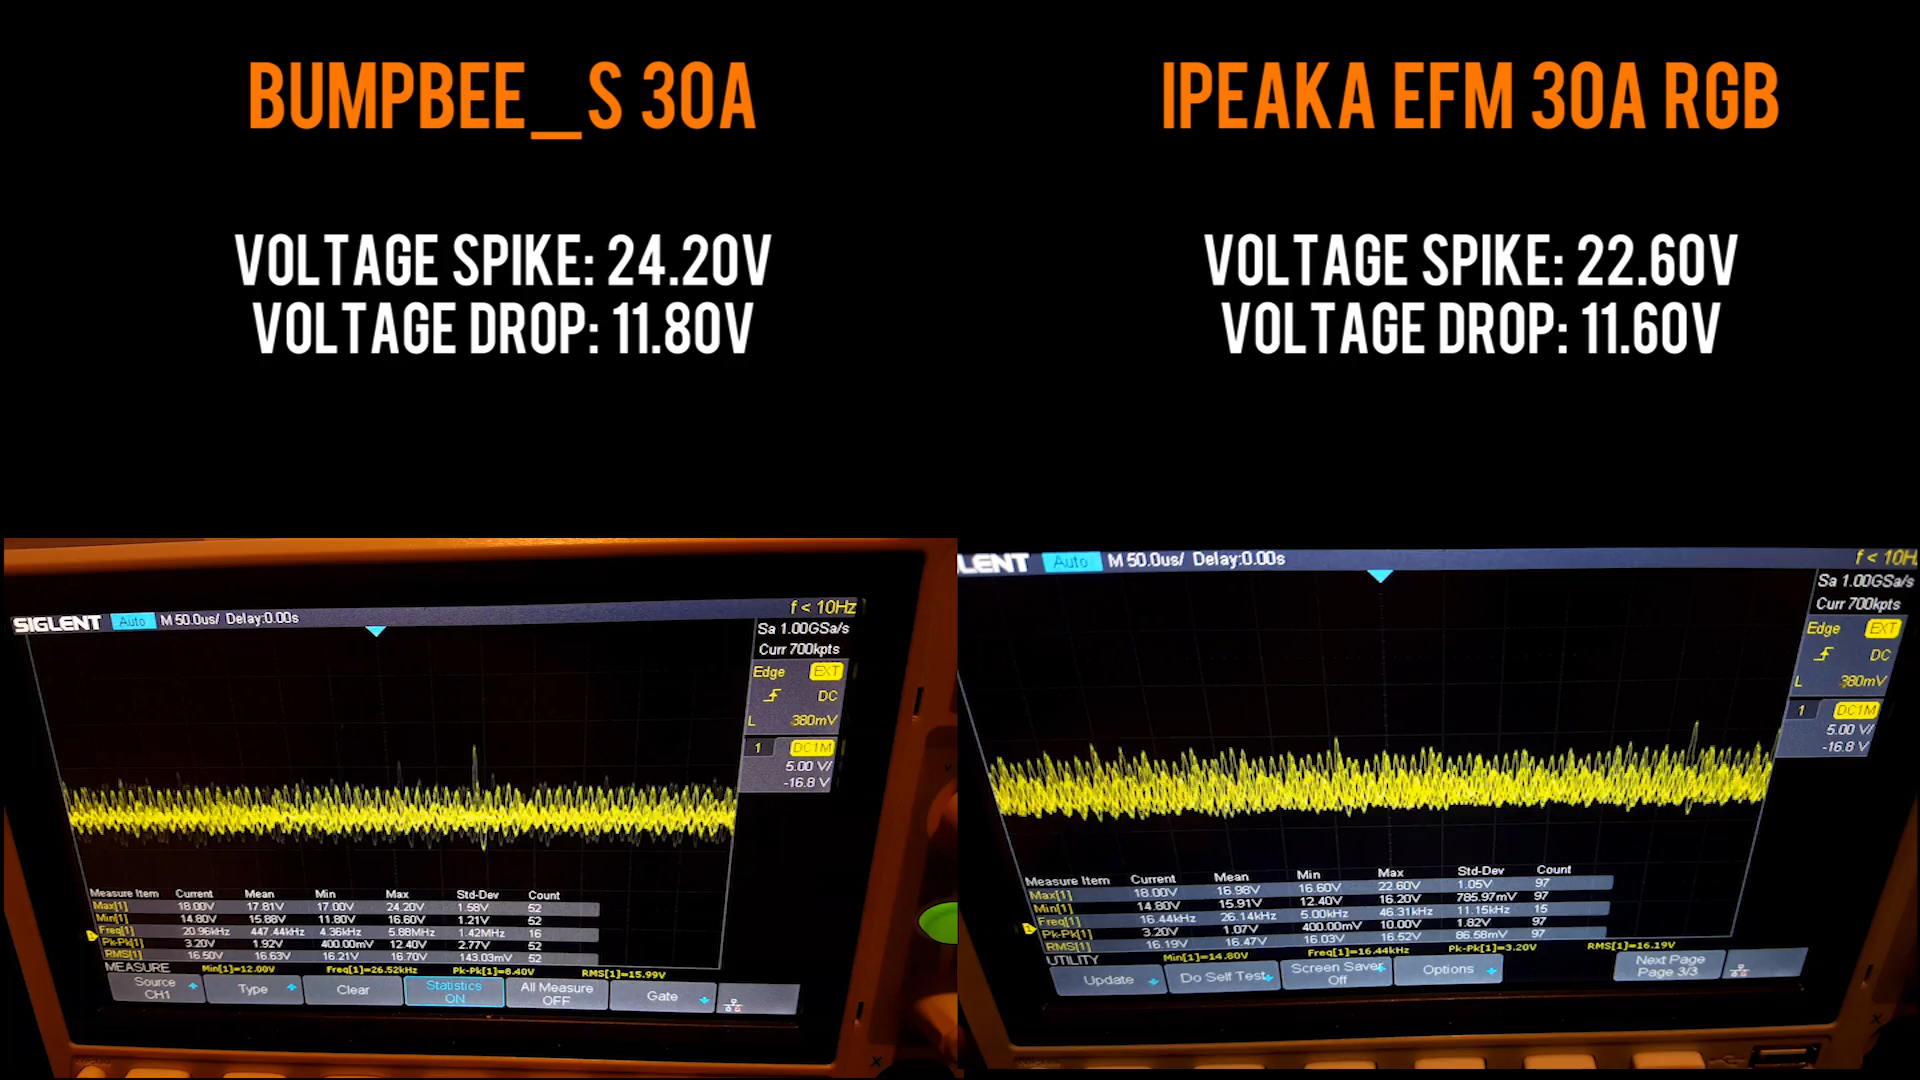 BUMPBEE_S 30A
VOLTAGE SPIKE: 24.20V
VOLTAGE DROP: 11.80V
IPEAKA EFM 30A RGB
VOLTAGE SPIKE: 22.60V
VOLTAGE DROP: 11.60V
SIGLENT Auto M 50.0us/ Delay:0.00s
f < 10Hz
Sa 1.00GSa/s
Curr 700kpts
Edge EXT
DC
L 380mV
1 DC1M
5.00 V/
-16.8 V
Measure Item Current Mean Min Max Std-Dev Count
Max[1] 18.00V 17.81V 17.00V 24.20V 1.58V 52
Min[1] 14.80V 15.88V 11.80V 16.60V 1.21V 52
Freq[1] 20.96kHz 447.44kHz 4.36kHz 5.88MHz 1.42MHz 16
Pk-Pk[1] 3.20V 1.92V 400.00mV 12.40V 2.77V 52
RMS[1] 16.50V 16.63V 16.21V 16.70V 143.03mV 52
MEASURE Min[1]=12.00V Freq[1]=26.52kHz Pk-Pk[1]=8.40V RMS[1]=15.99V
Source CH1
Type
Clear
Statistics ON
All Measure OFF
Gate
LENT Auto M 50.0us/ Delay:0.00s
f < 10H
Sa 1.00GSa/s
Curr 700kpts
Edge EXT
DC
L 380mV
1 DC1M
5.00 V/
-16.8 V
Measure Item Current Mean Min Max Std-Dev Count
Max[1] 18.00V 16.98V 16.60V 22.60V 1.05V 97
Min[1] 14.80V 15.91V 12.40V 16.20V 785.97mV 97
Freq[1] 16.44kHz 26.14kHz 5.00kHz 46.31kHz 11.15kHz 15
Pk-Pk[1] 3.20V 1.07V 400.00mV 10.00V 1.82V 97
RMS[1] 16.19V 16.47V 16.03V 16.52V 86.58mV 97
UTILITY Min[1]=14.80V Freq[1]=16.44kHz Pk-Pk[1]=3.20V RMS[1]=16.19V
Update
Do Self Test
Screen Saver Off
Options
Next Page
Page 3/3